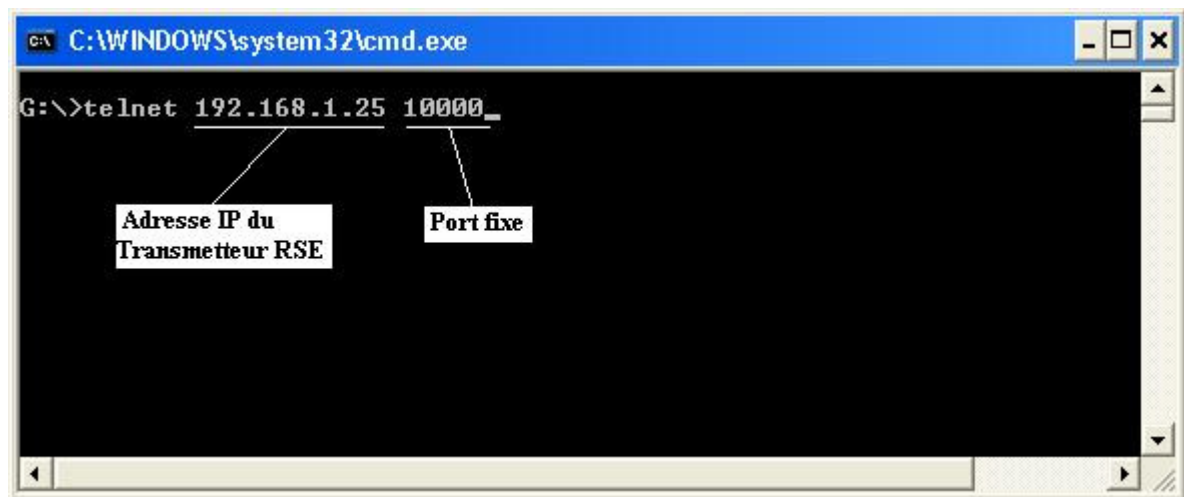 C:\WINDOWS\system32\cmd.exe
G:\>telnet 192.168.1.25 10000_
Adresse IP du
Transmetteur RSE
Port fixe